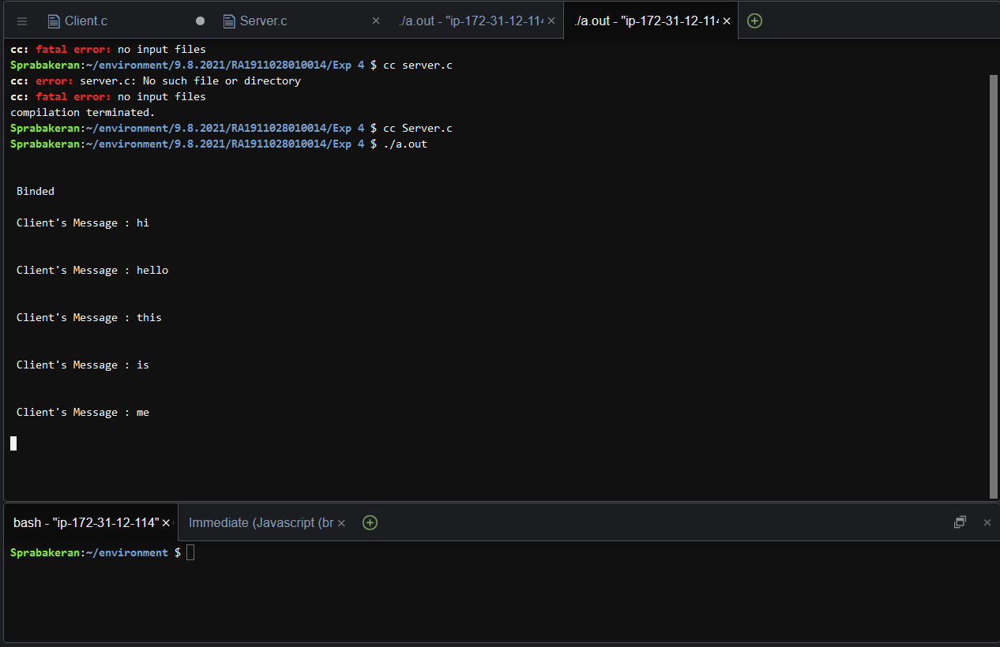 Client.c Server.c ./a.out - "ip-172-31-12-114 ./a.out - "ip-172-31-12-114
cc: fatal error: no input files
Sprabakeran:~/environment/9.8.2021/RA1911028010014/Exp 4 $ cc server.c
cc: error: server.c: No such file or directory
cc: fatal error: no input files
compilation terminated.
Sprabakeran:~/environment/9.8.2021/RA1911028010014/Exp 4 $ cc Server.c
Sprabakeran:~/environment/9.8.2021/RA1911028010014/Exp 4 $ ./a.out
Binded
Client's Message : hi
Client's Message : hello
Client's Message : this
Client's Message : is
Client's Message : me
bash - "ip-172-31-12-114" Immediate (Javascript (br
Sprabakeran:~/environment $